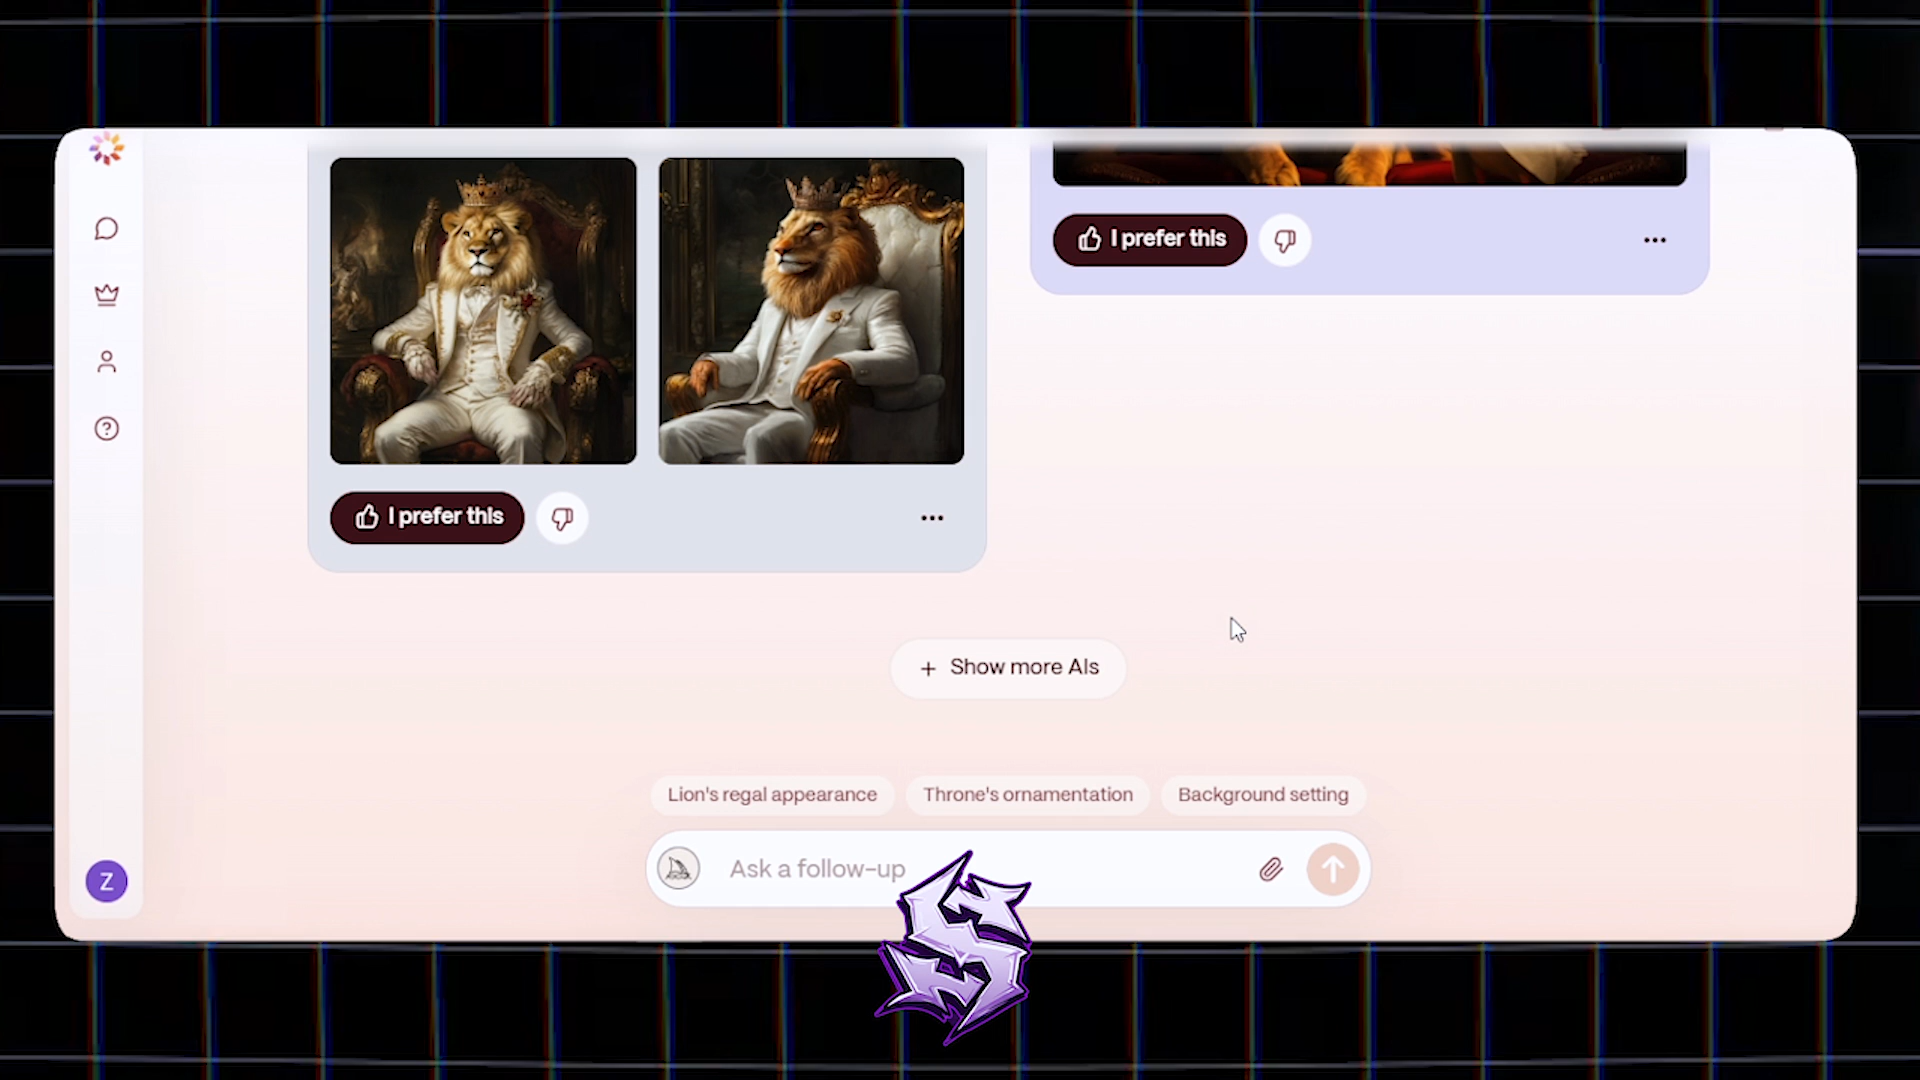 I prefer this
I prefer this
+ Show more AIs
Lion's regal appearance
Throne's ornamentation
Background setting
Ask a follow-up
Z